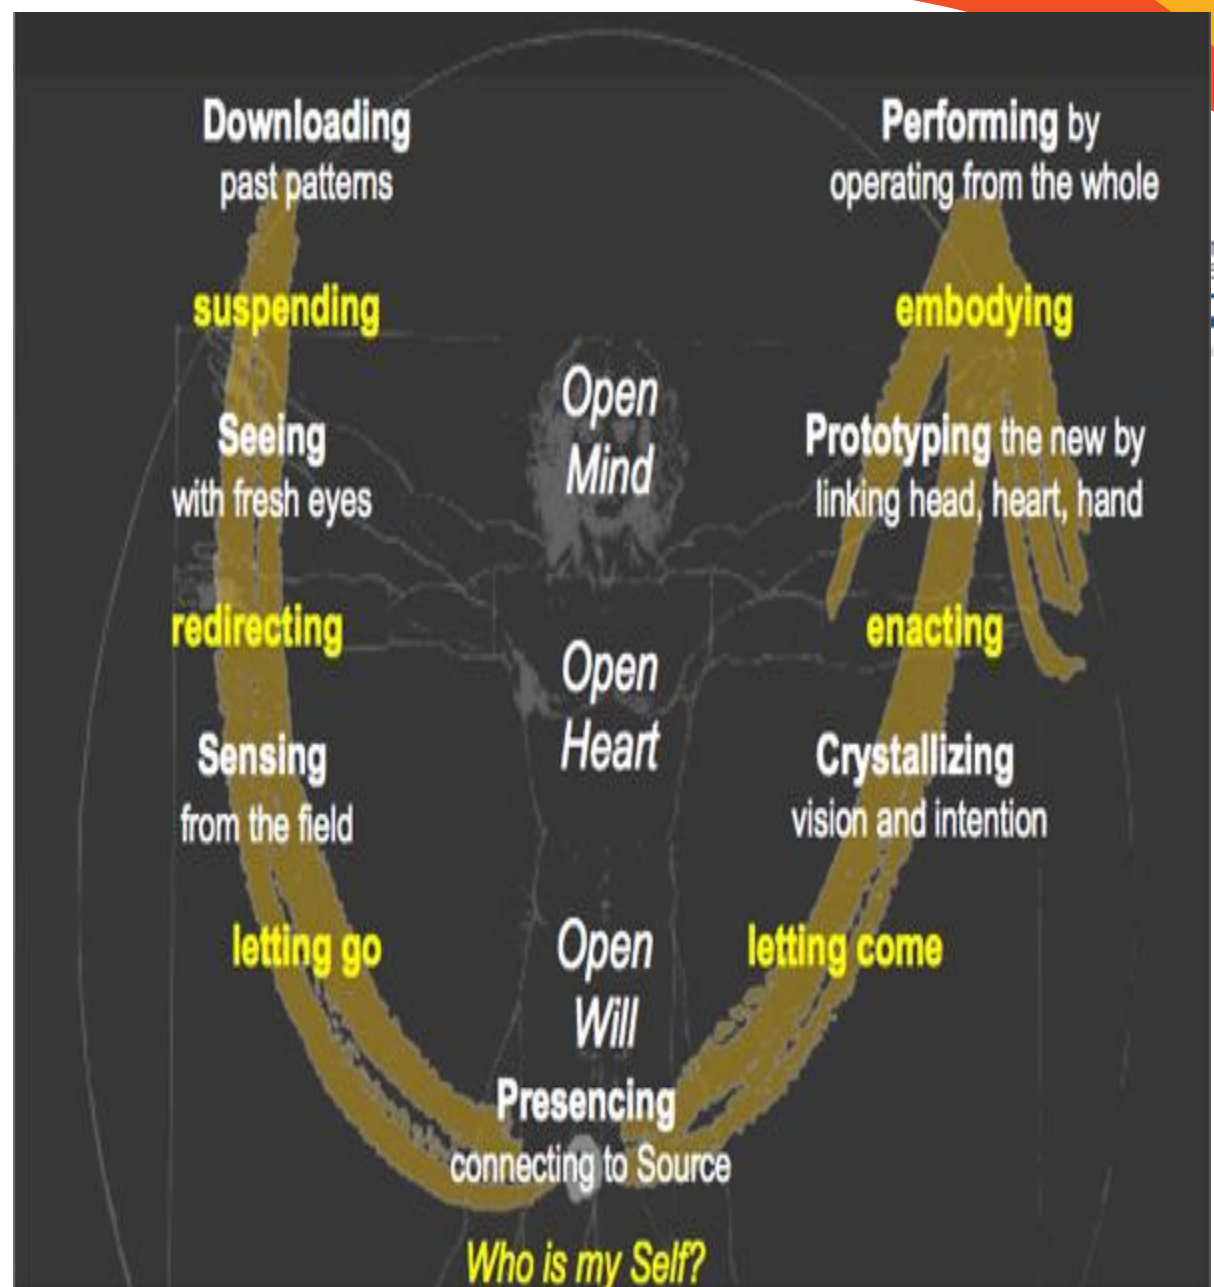 Downloading
past patterns
suspending
Seeing
with fresh eyes
redirecting
Sensing
from the field
letting go
Open
Mind
Open
Heart
Open
Will
Presencing
connecting to Source
Who is my Self?
Performing by
operating from the whole
embodying
Prototyping the new by
linking head, heart, hand
enacting
Crystallizing
vision and intention
letting come